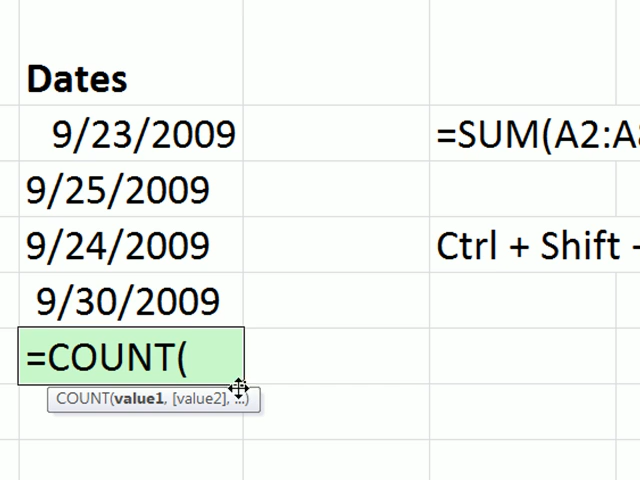 Dates
9/23/2009
=SUM(A2:A8
9/25/2009
9/24/2009
Ctrl + Shift +
9/30/2009
=COUNT(
COUNT(value1, [value2], ...)